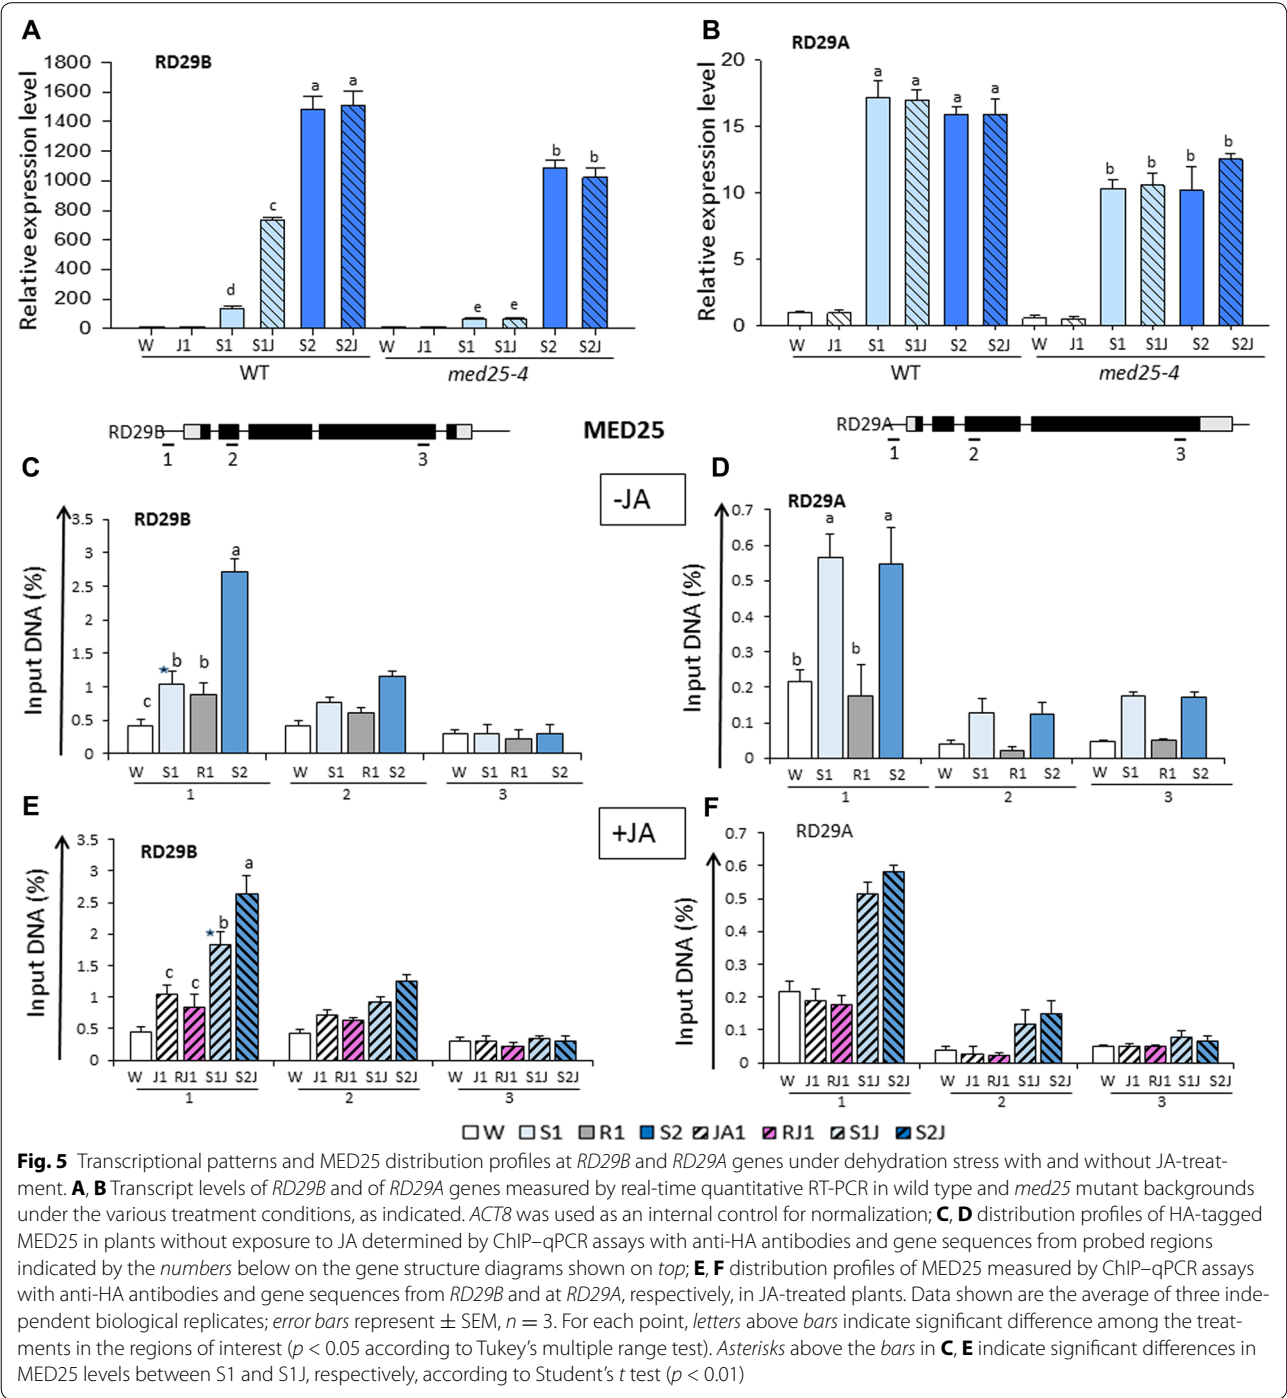 A
RD29B
Relative expression level
1800
1600
1400
1200
1000
800
600
400
200
0
d
c
a
a
e
e
b
b
W J1 S1 S1J S2 S2J W J1 S1 S1J S2 S2J
WT
med25-4
B
RD29A
Relative expression level
20
15
10
5
0
a
a
a
a
b
b
b
b
W J1 S1 S1J S2 S2J W J1 S1 S1J S2 S2J
WT
med25-4
RD29B
1 2 3
MED25
RD29A
1 2 3
C
-JA
RD29B
Input DNA (%)
3.5
3
2.5
2
1.5
1
0.5
0
c
★ b
b
a
W S1 R1 S2 W S1 R1 S2 W S1 R1 S2
1 2 3
D
RD29A
Input DNA (%)
0.7
0.6
0.5
0.4
0.3
0.2
0.1
0
b
a
b
a
W S1 R1 S2 W S1 R1 S2 W S1 R1 S2
1 2 3
E
+JA
RD29B
Input DNA (%)
3.5
3
2.5
2
1.5
1
0.5
0
c
c
★ b
a
W J1 RJ1 S1J S2J W J1 RJ1 S1J S2J W J1 RJ1 S1J S2J
1 2 3
F
RD29A
Input DNA (%)
0.7
0.6
0.5
0.4
0.3
0.2
0.1
0
W J1 RJ1 S1J S2J W J1 RJ1 S1J S2J W J1 RJ1 S1J S2J
1 2 3
W S1 R1 S2 JA1 RJ1 S1J S2J
Fig. 5 Transcriptional patterns and MED25 distribution profiles at RD29B and RD29A genes under dehydration stress with and without JA-treat-
ment. A, B Transcript levels of RD29B and of RD29A genes measured by real-time quantitative RT-PCR in wild type and med25 mutant backgrounds
under the various treatment conditions, as indicated. ACT8 was used as an internal control for normalization; C, D distribution profiles of HA-tagged
MED25 in plants without exposure to JA determined by ChIP–qPCR assays with anti-HA antibodies and gene sequences from probed regions
indicated by the numbers below on the gene structure diagrams shown on top; E, F distribution profiles of MED25 measured by ChIP–qPCR assays
with anti-HA antibodies and gene sequences from RD29B and at RD29A, respectively, in JA-treated plants. Data shown are the average of three inde-
pendent biological replicates; error bars represent ± SEM, n = 3. For each point, letters above bars indicate significant difference among the treat-
ments in the regions of interest (p < 0.05 according to Tukey's multiple range test). Asterisks above the bars in C, E indicate significant differences in
MED25 levels between S1 and S1J, respectively, according to Student's t test (p < 0.01)